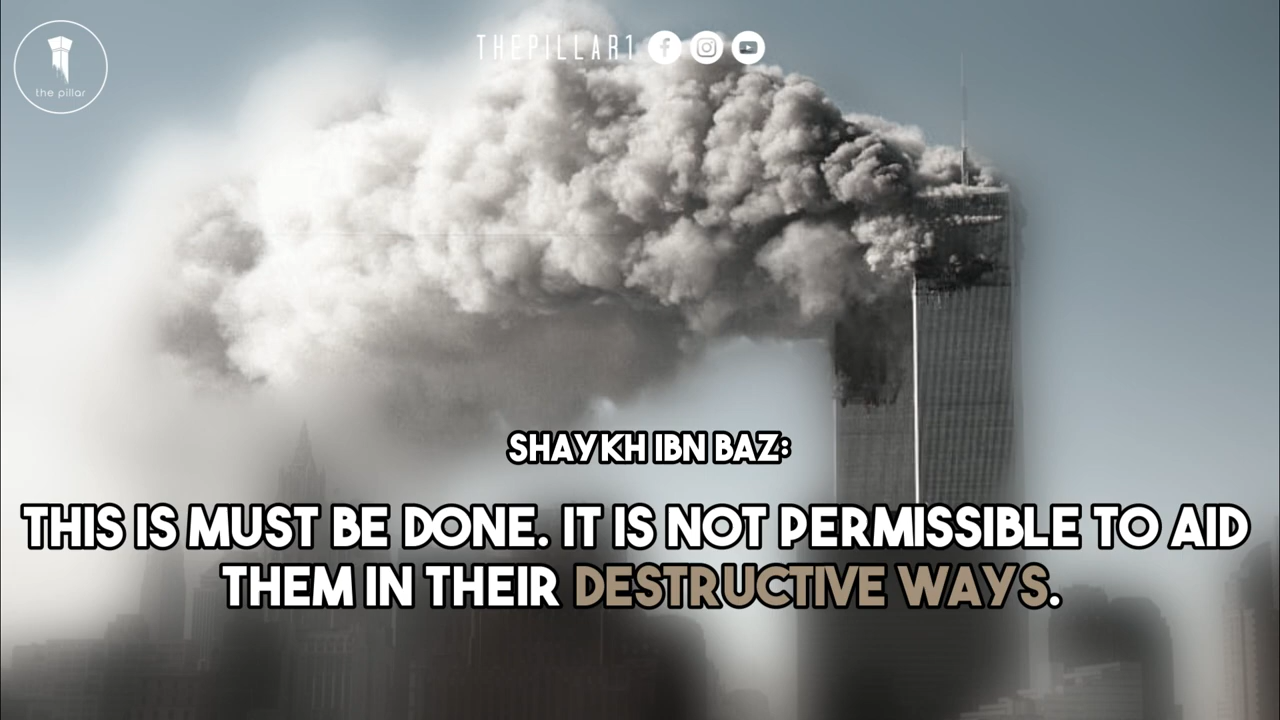 THEPILLAR1
the pillar
SHAYKH IBN BAZ:
THIS IS MUST BE DONE. IT IS NOT PERMISSIBLE TO AID
THEM IN THEIR DESTRUCTIVE WAYS.